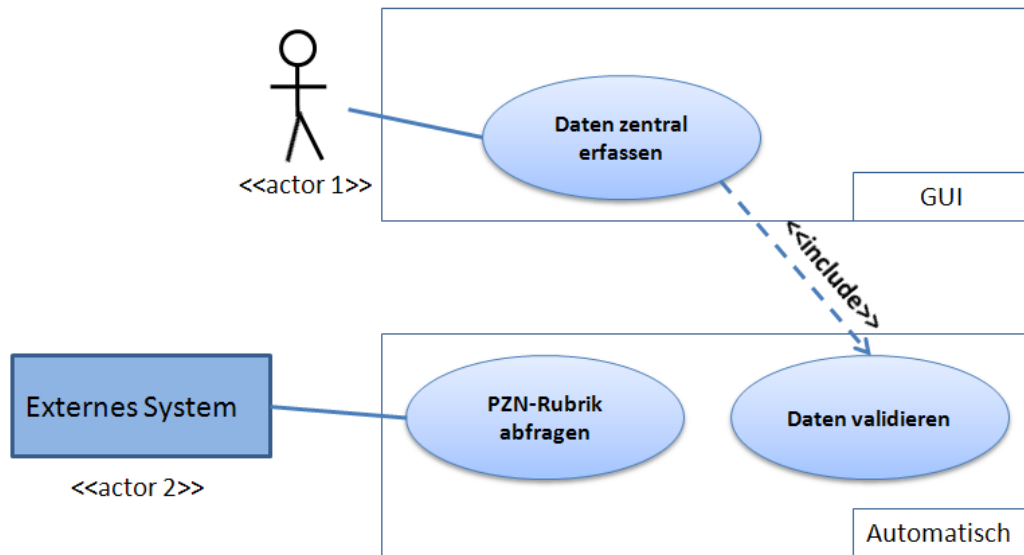 Daten zentral
erfassen
<<actor 1>>
GUI
<<include>>
Externes System
PZN-Rubrik
abfragen
Daten validieren
<<actor 2>>
Automatisch